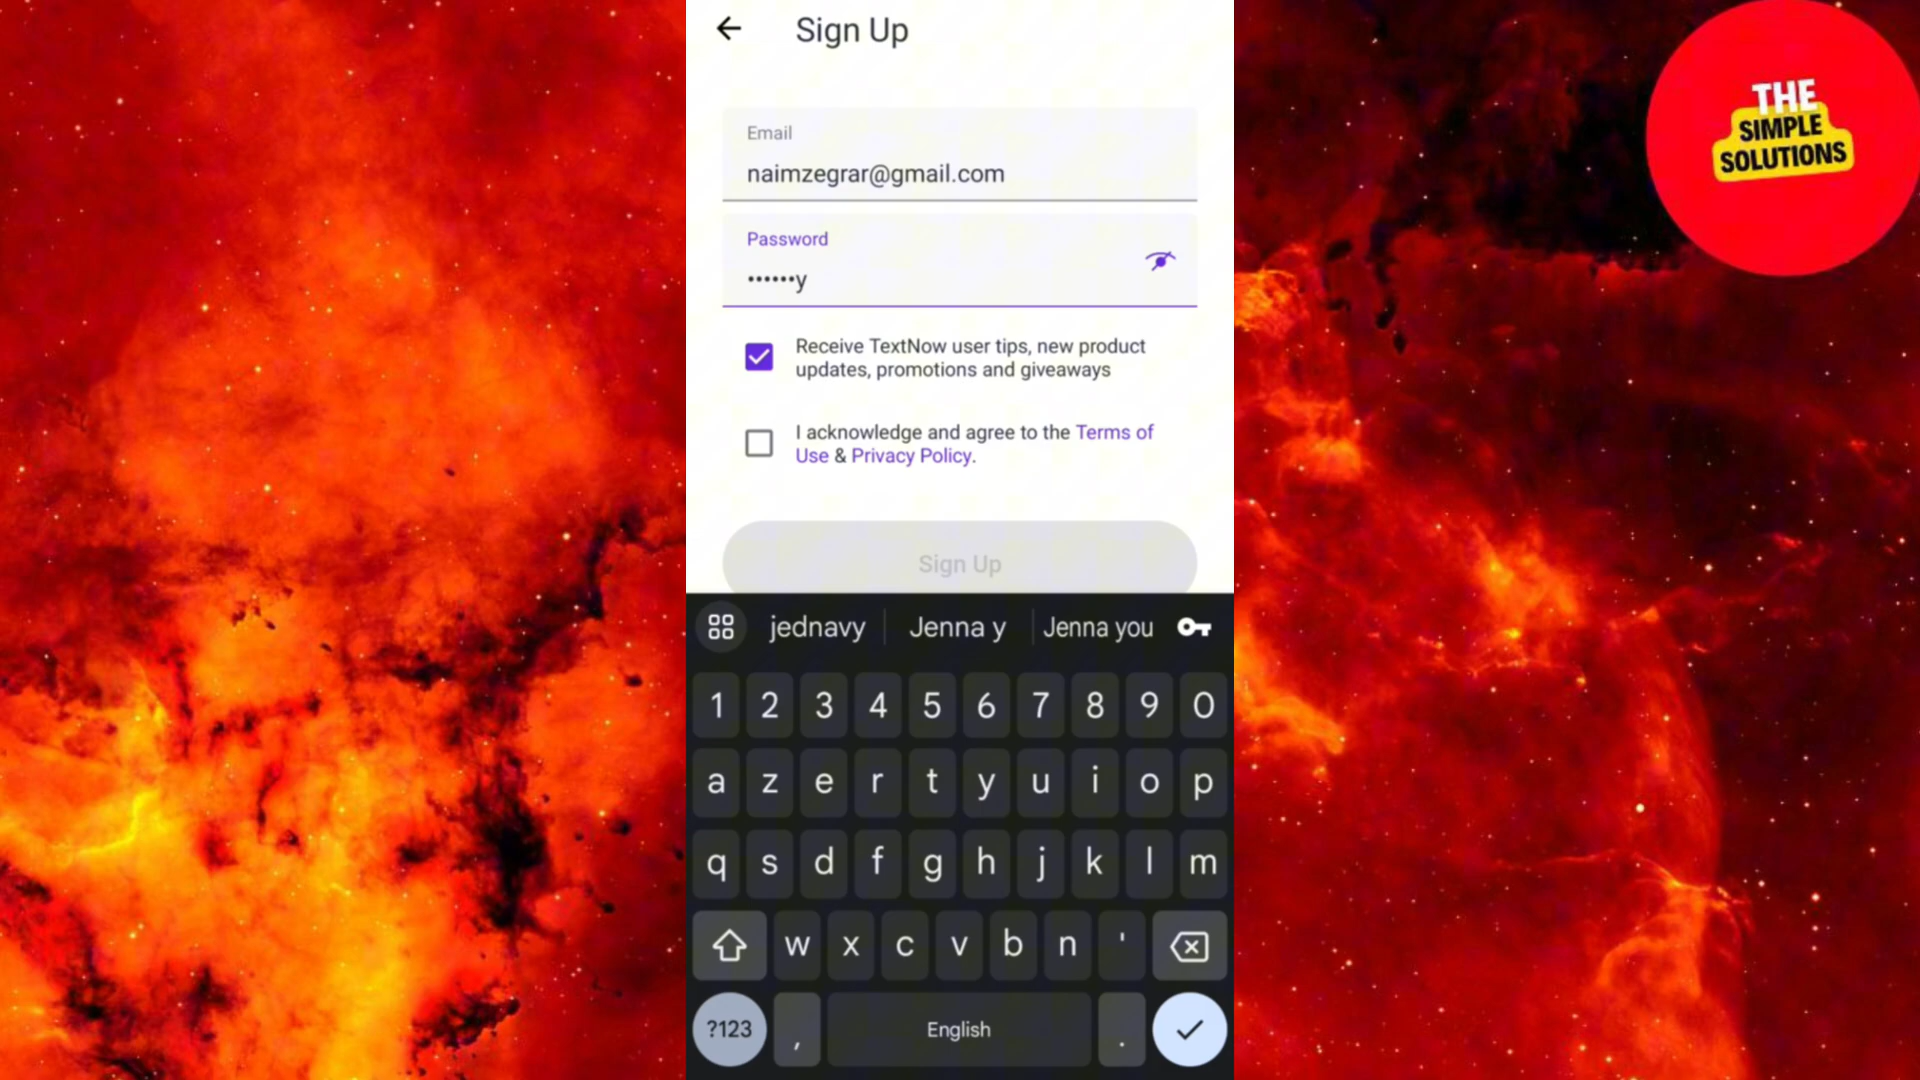 Sign Up
THE
SIMPLE
SOLUTIONS
Email
naimzegrar@gmail.com
Password
••••••y
Receive TextNow user tips, new product
updates, promotions and giveaways
I acknowledge and agree to the Terms of
Use & Privacy Policy.
Sign Up
jednavy Jenna y Jenna you
1 2 3 4 5 6 7 8 9 0
a z e r t y u i o p
q s d f g h j k l m
w x c v b n '
?123 , English .